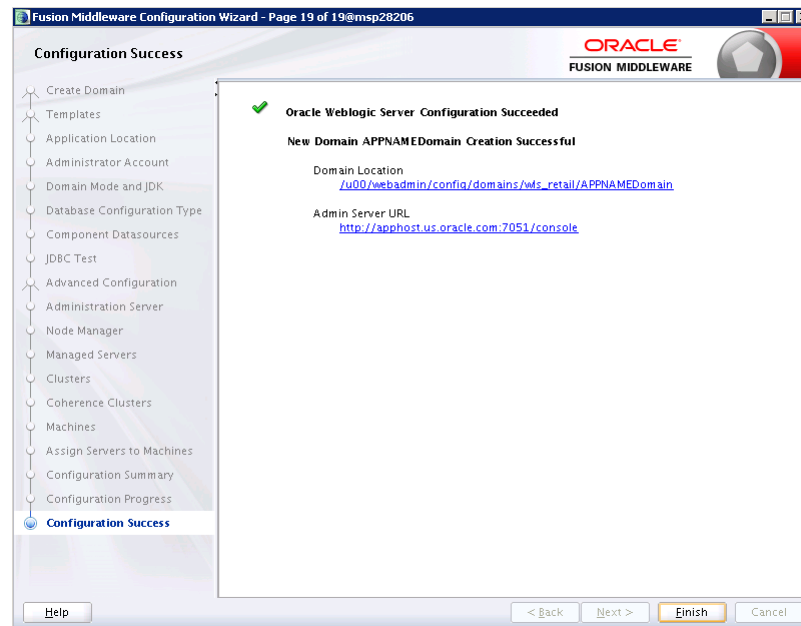 Fusion Middleware Configuration Wizard - Page 19 of 19@msp28206
Configuration Success
ORACLE
FUSION MIDDLEWARE
Create Domain
Templates
Application Location
Administrator Account
Domain Mode and JDK
Database Configuration Type
Component Datasources
JDBC Test
Advanced Configuration
Administration Server
Node Manager
Managed Servers
Clusters
Coherence Clusters
Machines
Assign Servers to Machines
Configuration Summary
Configuration Progress
Configuration Success
Oracle Weblogic Server Configuration Succeeded
New Domain APPNAMEDomain Creation Successful
Domain Location
/u00/webadmin/config/domains/wls_retail/APPNAMEDomain
Admin Server URL
http://apphost.us.oracle.com:7051/console
Help
< Back
Next >
Finish
Cancel